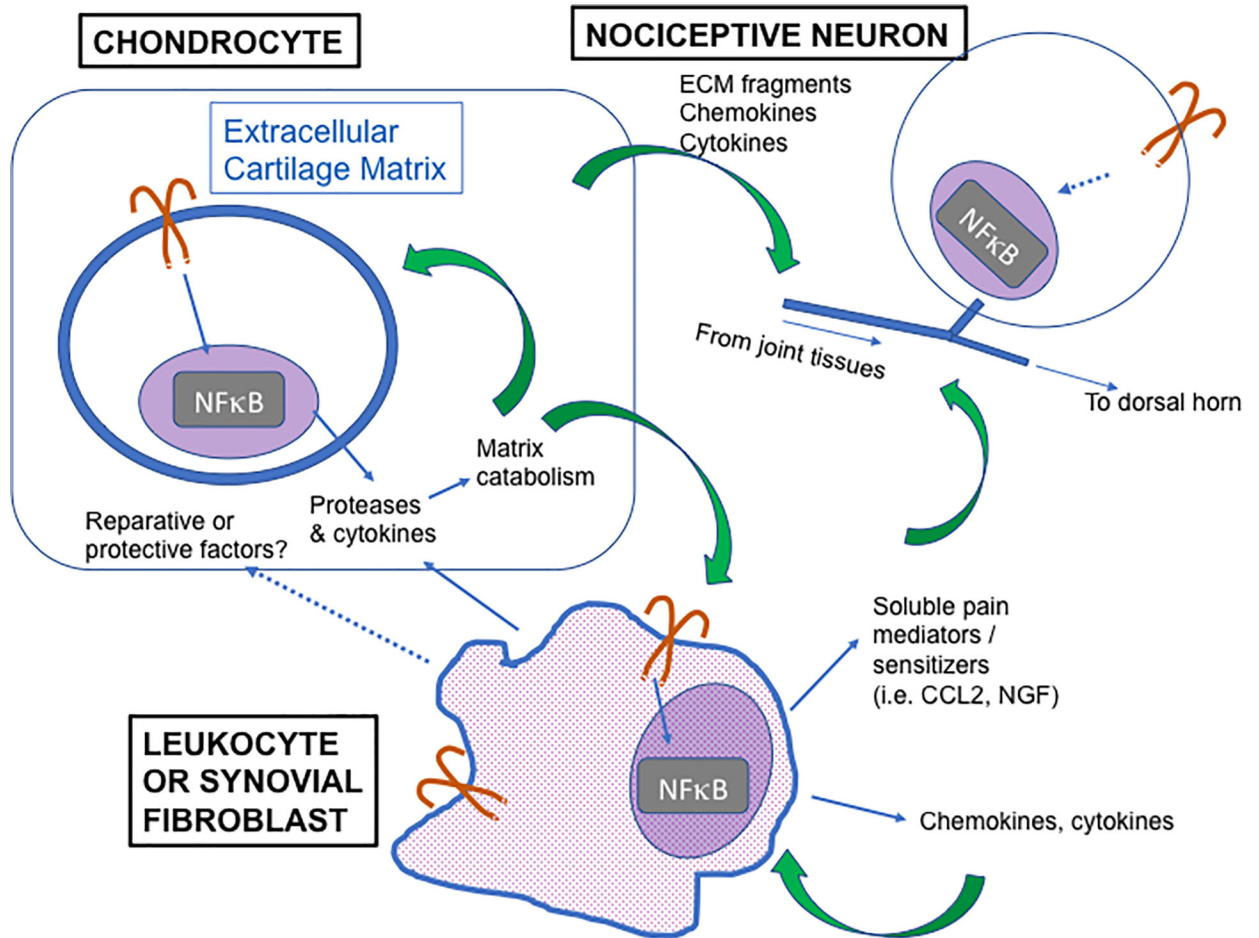 CHONDROCYTE
NOCICEPTIVE NEURON
ECM fragments
Chemokines
Cytokines
Extracellular
Cartilage Matrix
NFκB
NFκB
From joint tissues
To dorsal horn
Matrix
catabolism
Proteases
& cytokines
Reparative or
protective factors?
Soluble pain
mediators /
sensitizers
(i.e. CCL2, NGF)
LEUKOCYTE
OR SYNOVIAL
FIBROBLAST
NFκB
Chemokines, cytokines